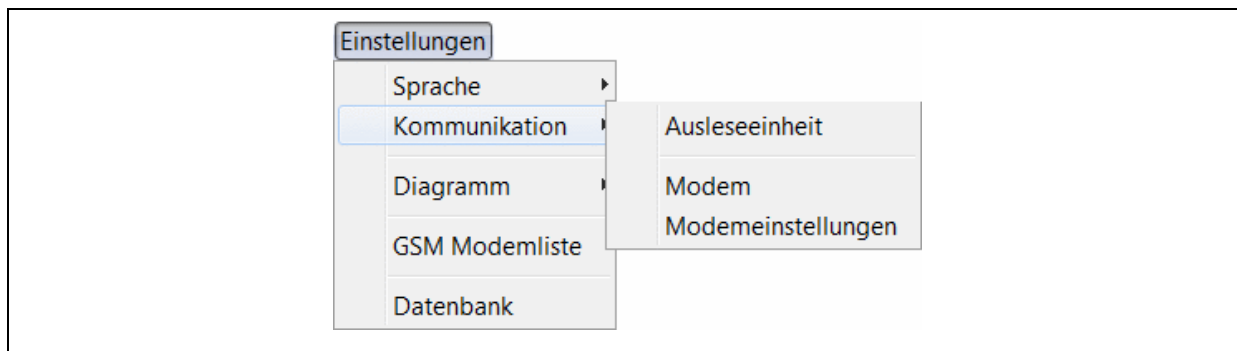 Einstellungen
Sprache
Kommunikation
Diagramm
GSM Modemliste
Datenbank
Ausleseeinheit
Modem
Modemeinstellungen